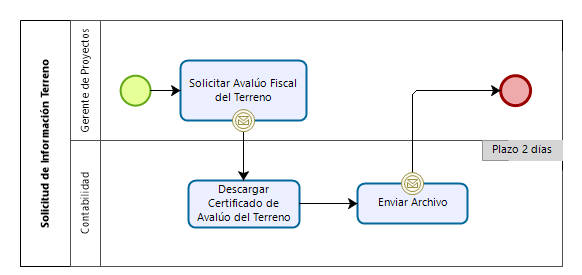 Solicitud de Información Terreno
Gerente de Proyectos
Solicitar Avalúo Fiscal
del Terreno
Plazo 2 días
Contabilidad
Descargar
Certificado de
Avalúo del Terreno
Enviar Archivo